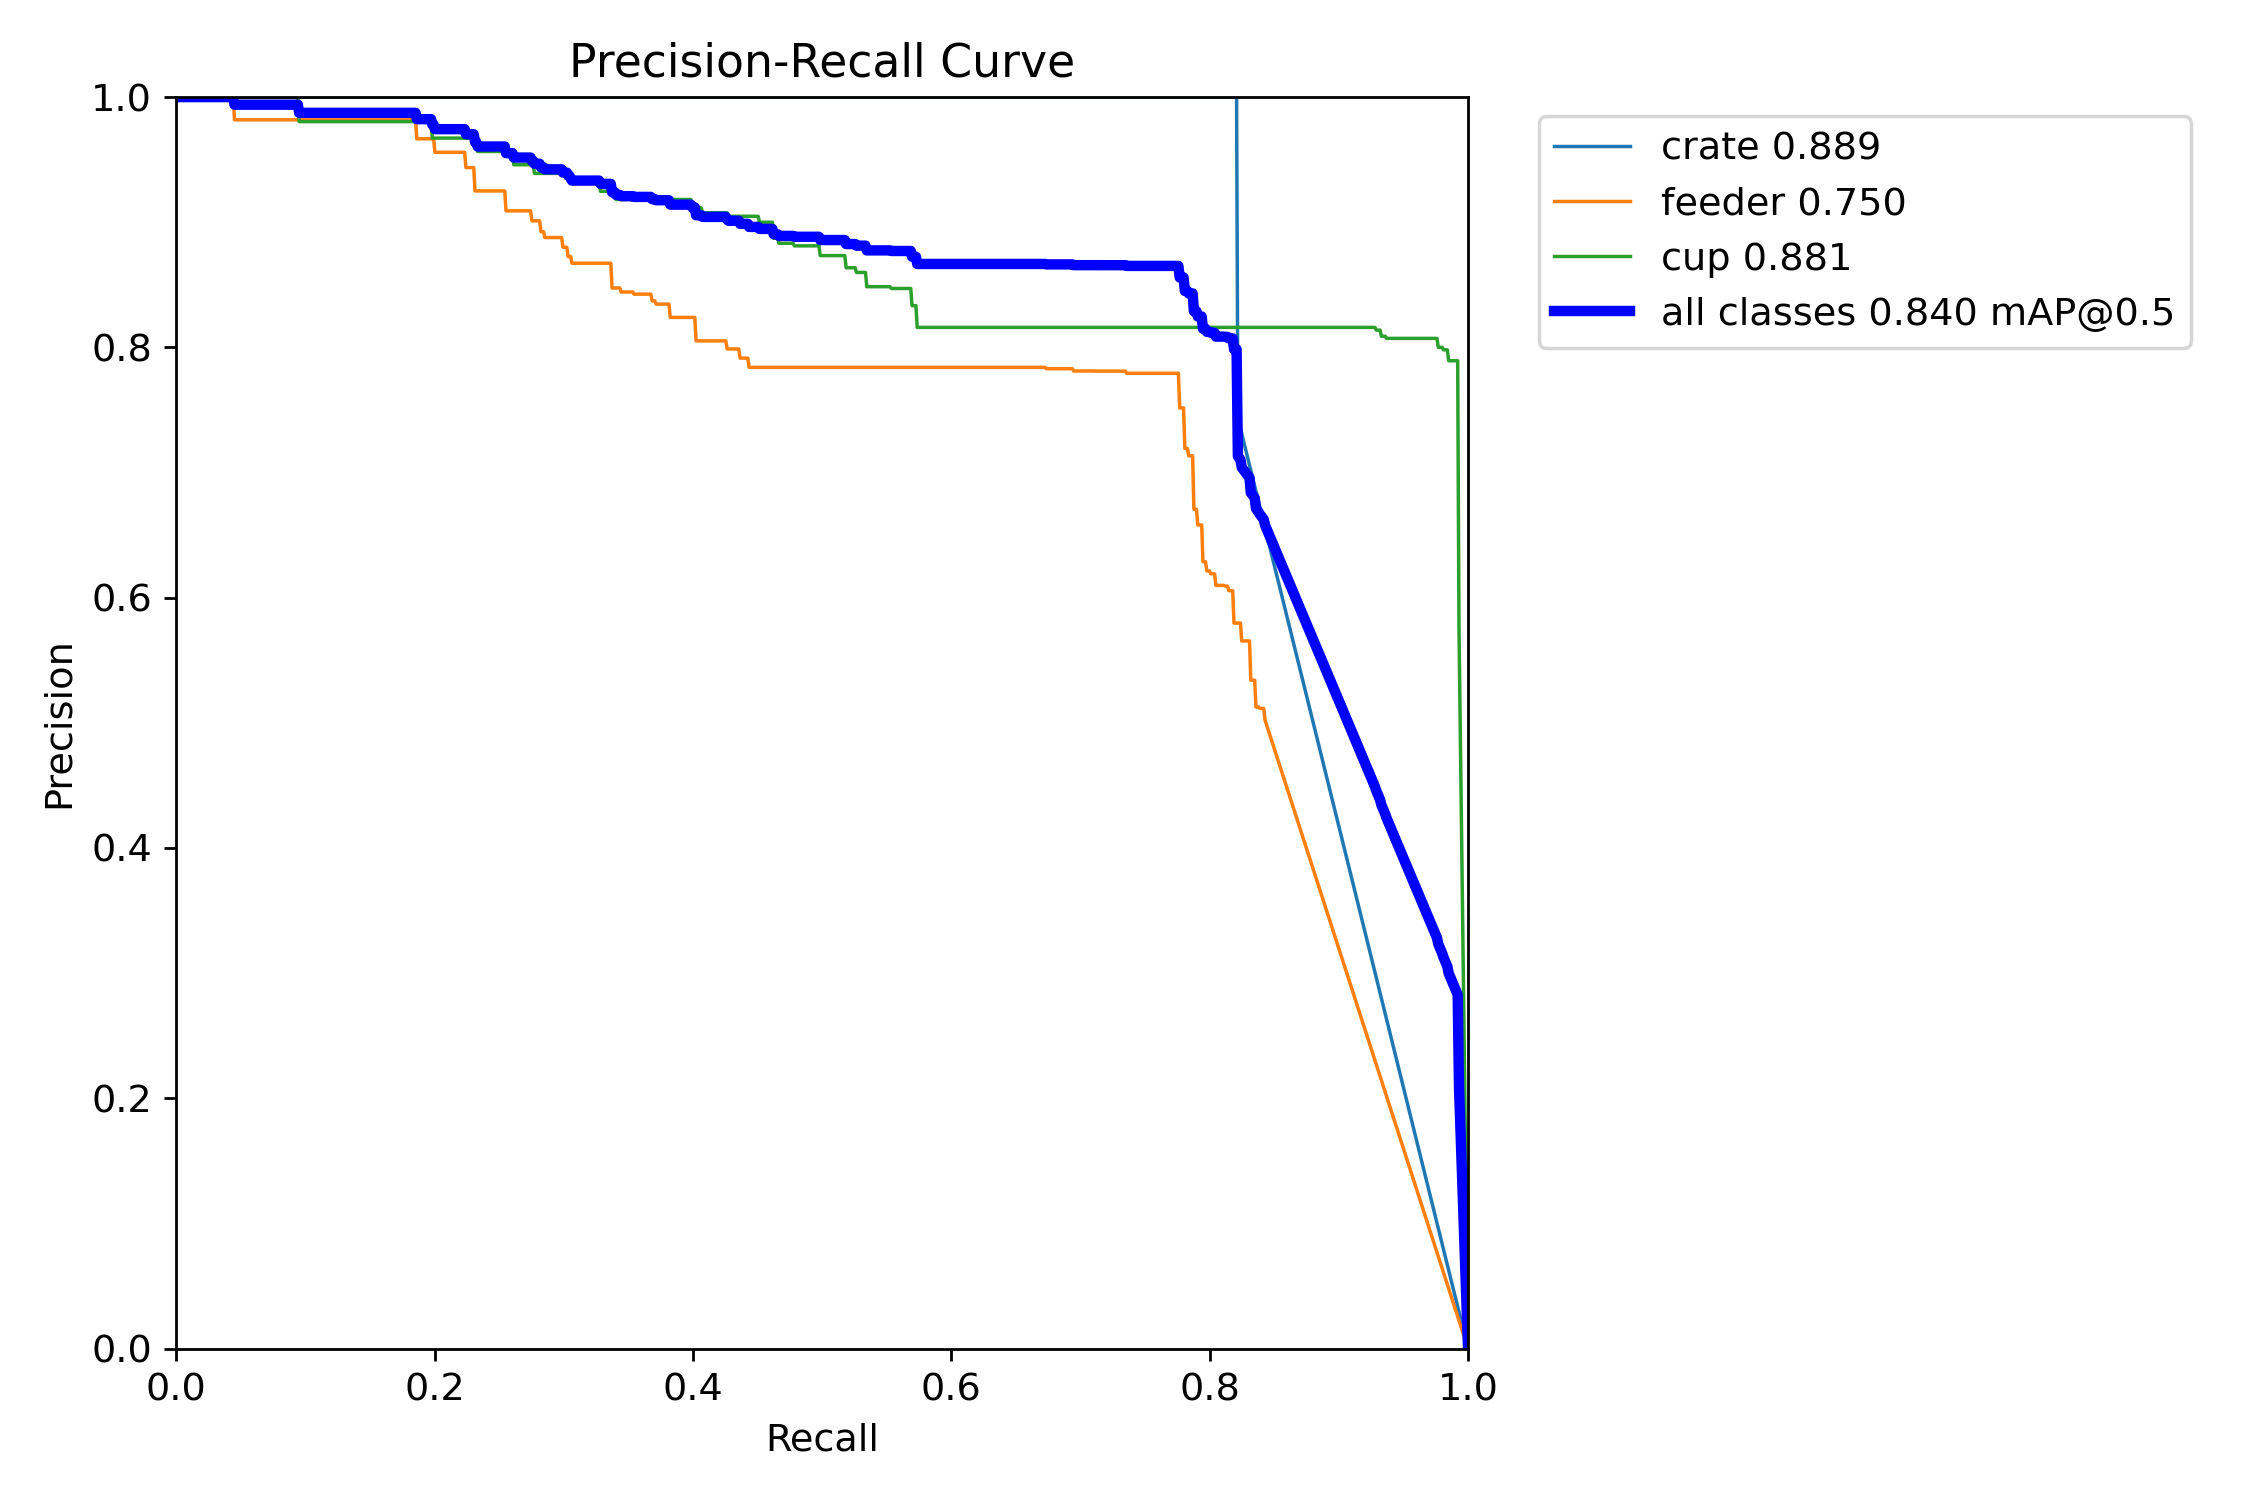 Precision-Recall Curve
1.0
0.8
0.6
0.4
0.2
0.0
Precision
0.0 0.2 0.4 0.6 0.8 1.0
Recall
crate 0.889
feeder 0.750
cup 0.881
all classes 0.840 mAP@0.5